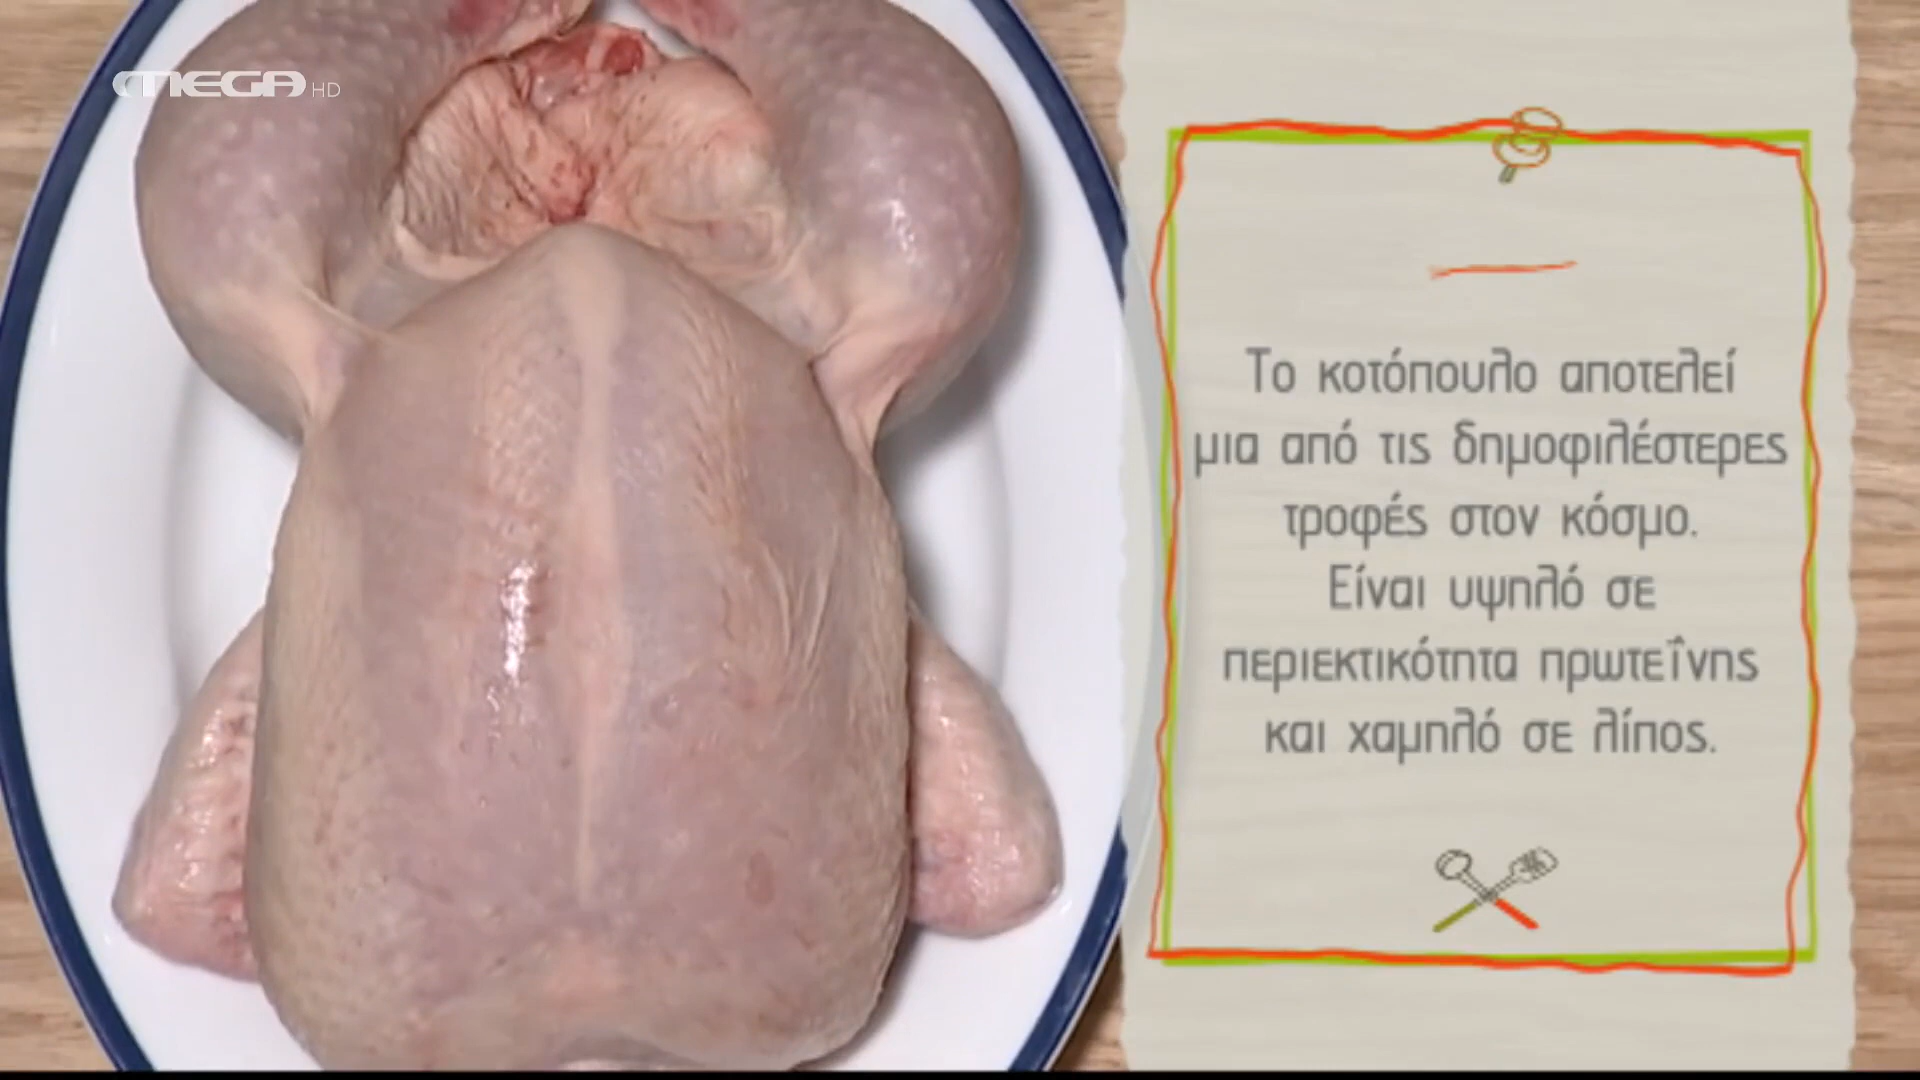 MEGA HD
Το κοτόπουλο αποτελεί
μια από τις δημοφιλέστερες
τροφές στον κόσμο.
Είναι υψηλό σε
περιεκτικότητα πρωτεΐνης
και χαμηλό σε λίπος.